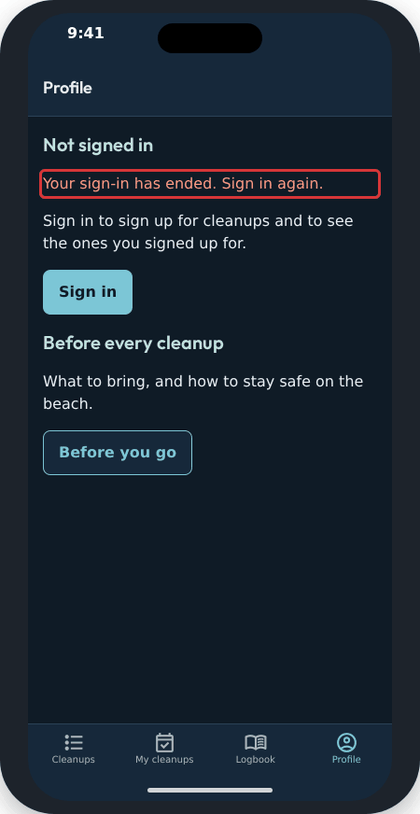 9:41
Profile
Not signed in
Your sign-in has ended. Sign in again.
Sign in to sign up for cleanups and to see
the ones you signed up for.
Sign in
Before every cleanup
What to bring, and how to stay safe on the
beach.
Before you go
Cleanups
My cleanups
Logbook
Profile